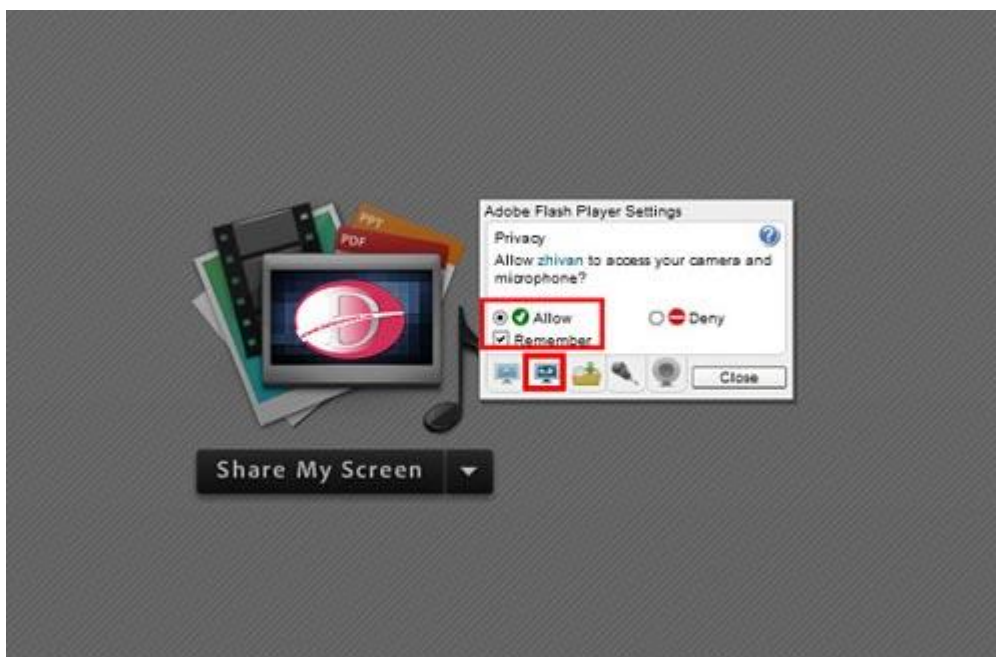 PPT
PDF
D
Adobe Flash Player Settings
Privacy
Allow zhivan to access your camera and
microphone?
Allow
Deny
Remember
Close
Share My Screen